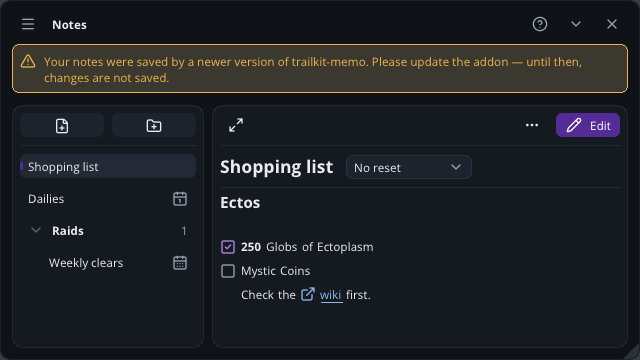 Notes
Your notes were saved by a newer version of trailkit-memo. Please update the addon — until then,
changes are not saved.
Edit
Shopping list
Dailies
Raids 1
Weekly clears
Shopping list No reset
Ectos
250 Globs of Ectoplasm
Mystic Coins
Check the wiki first.